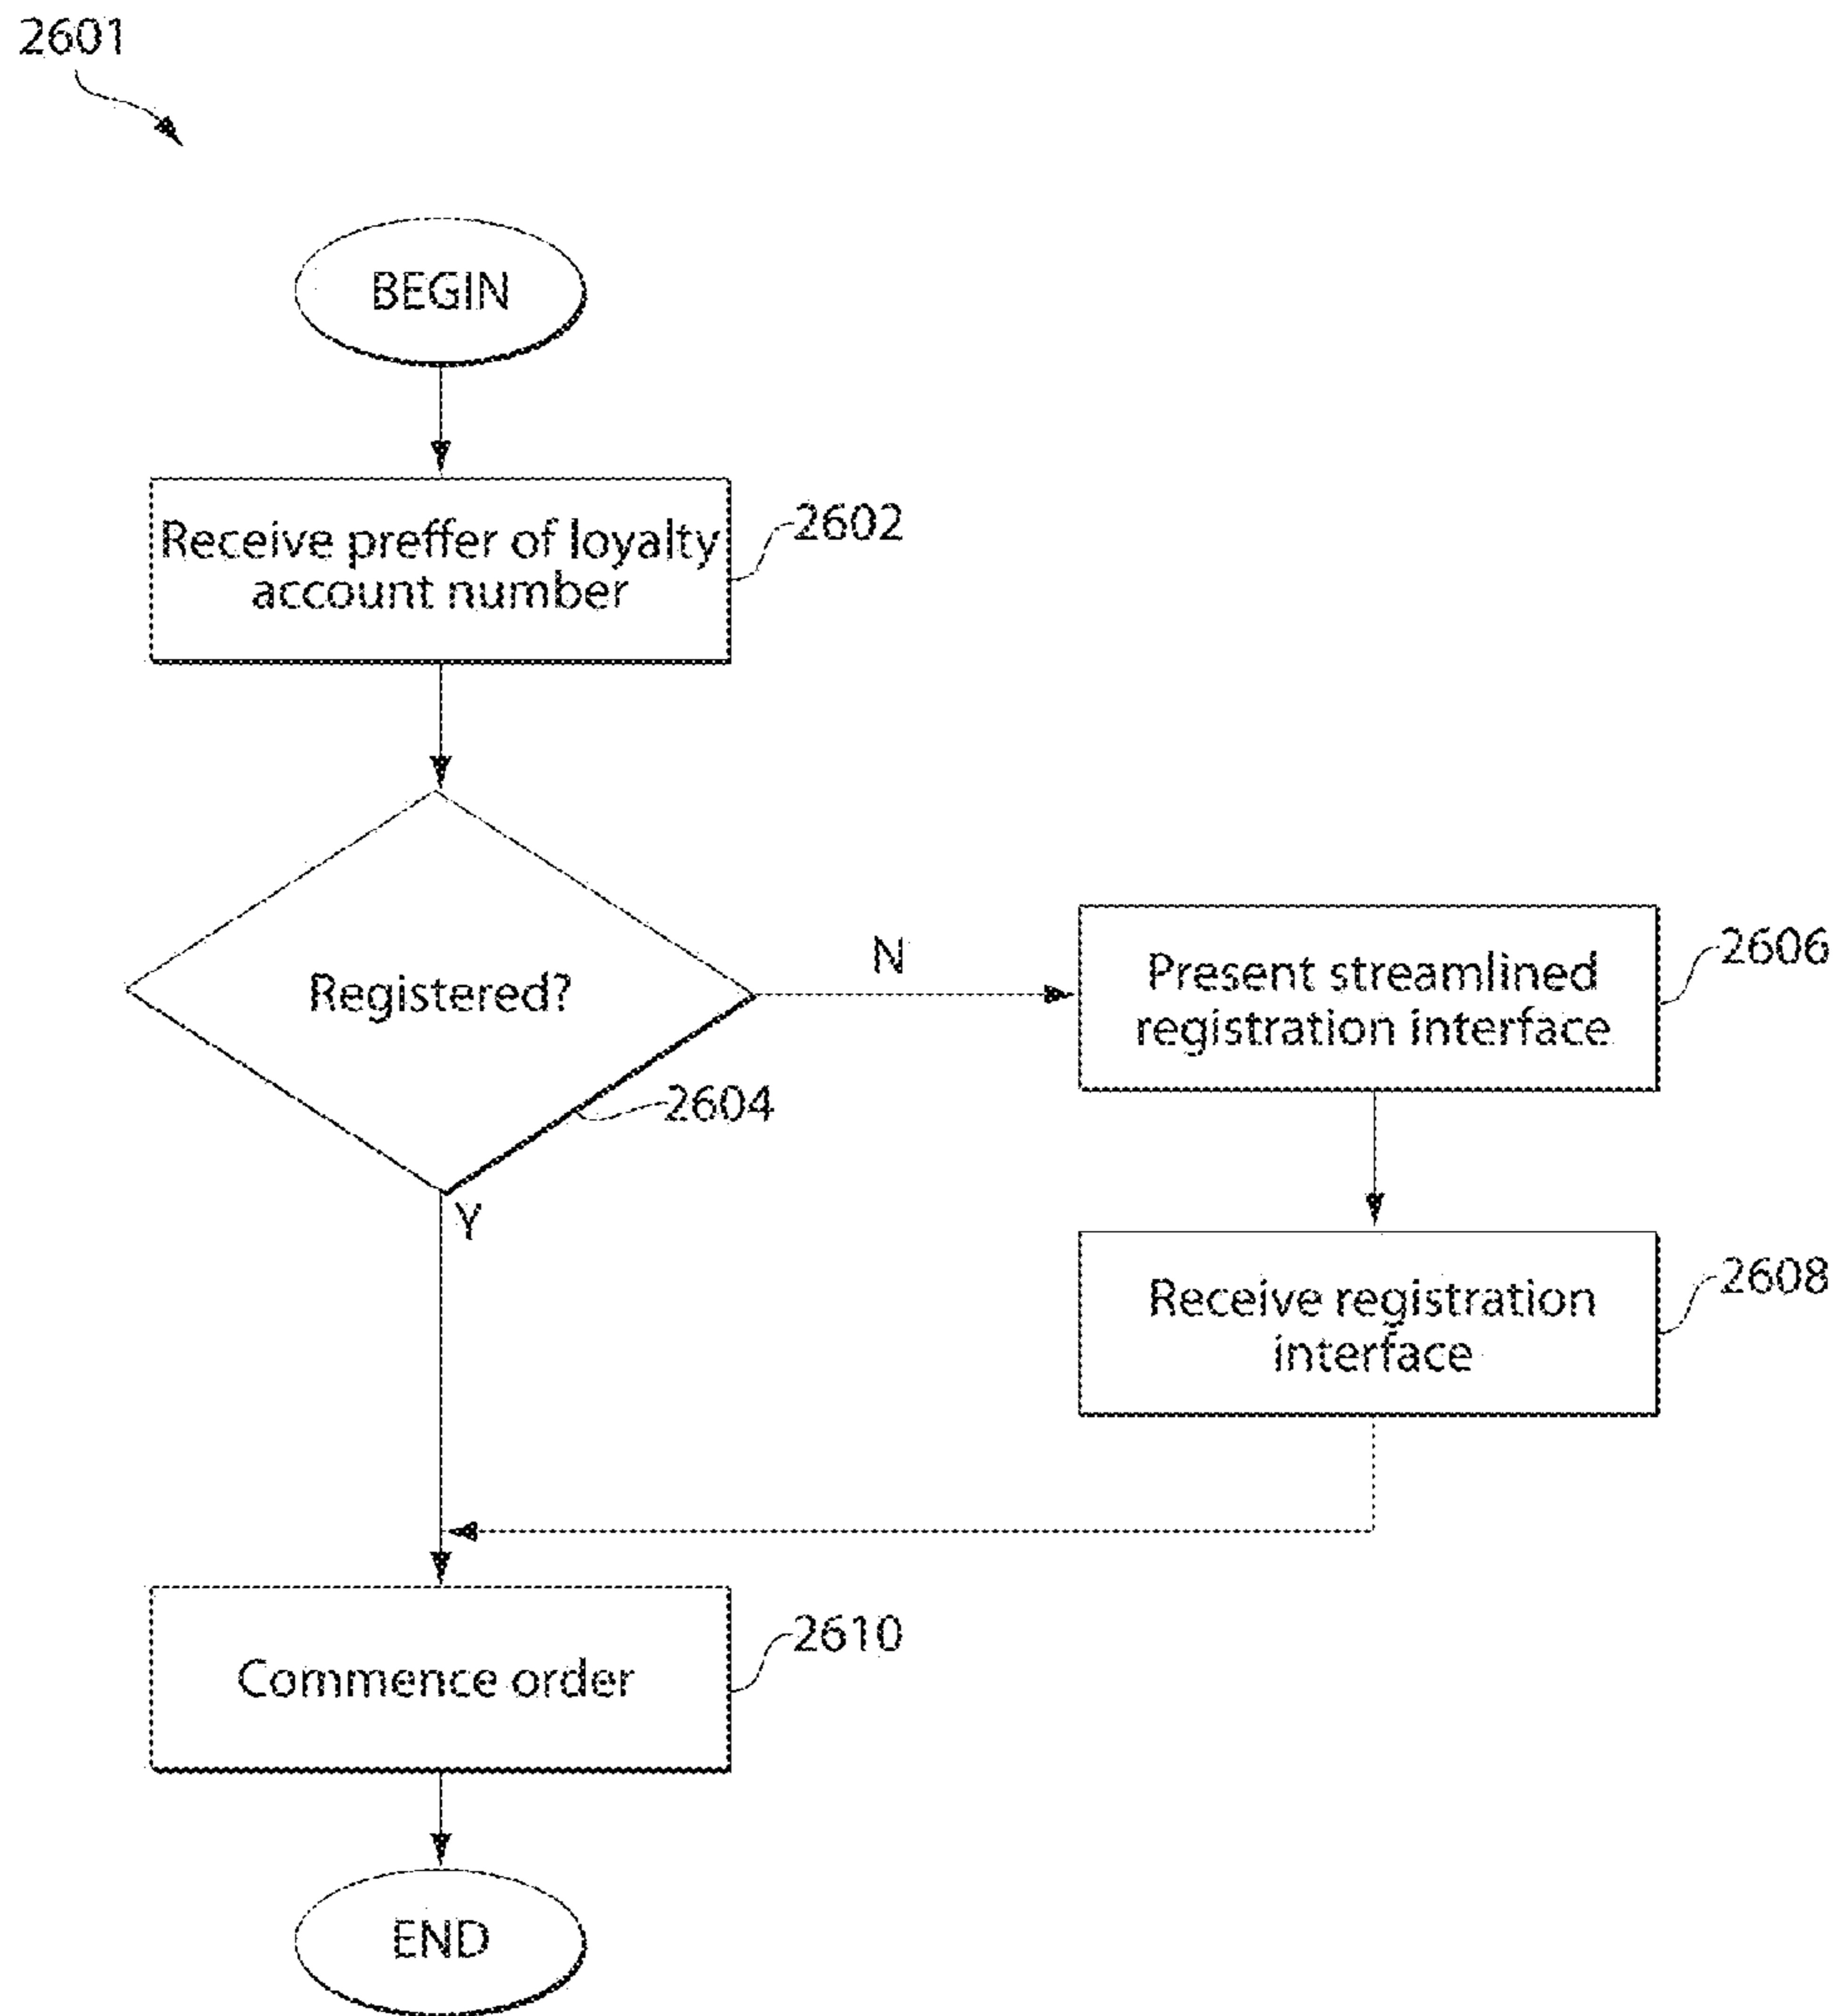 2601
BEGIN
Receive preffer of loyalty
account number
2602
Registered?
N
2604
Y
Present streamlined
registration interface
2606
Receive registration
interface
2608
Commence order
2610
END